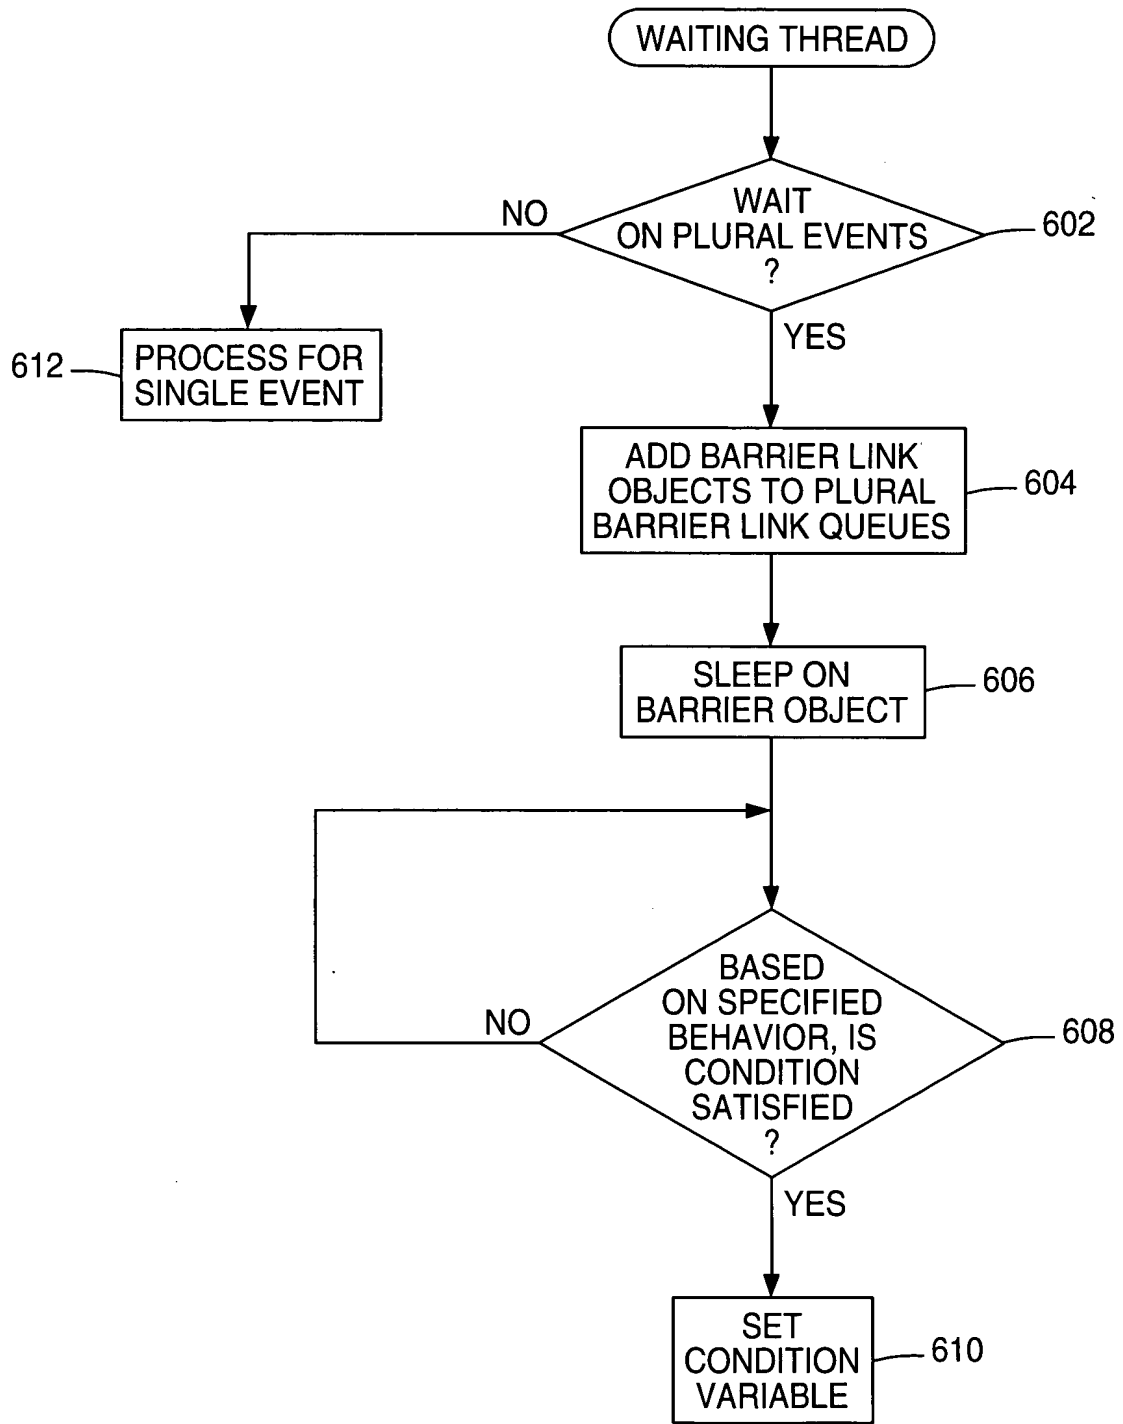 WAITING THREAD
WAIT
ON PLURAL EVENTS
?
602
NO
YES
612
PROCESS FOR
SINGLE EVENT
ADD BARRIER LINK
OBJECTS TO PLURAL
BARRIER LINK QUEUES
604
SLEEP ON
BARRIER OBJECT
606
BASED
ON SPECIFIED
BEHAVIOR, IS
CONDITION
SATISFIED
?
608
NO
YES
SET
CONDITION
VARIABLE
610